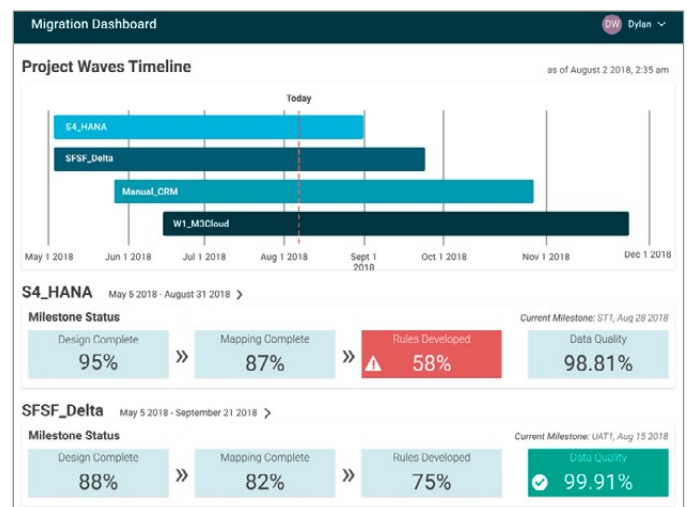 Migration Dashboard
DW Dylan
Project Waves Timeline
as of August 2 2018, 2:35 am
Today
S4_HANA
SFSF_Delta
Manual_CRM
W1_M3Cloud
May 1 2018 Jun 1 2018 Jul 1 2018 Aug 1 2018 Sept 1 2018 Oct 1 2018 Nov 1 2018 Dec 1 2018
S4_HANA May 5 2018 - August 31 2018
Milestone Status Current Milestone: ST1, Aug 28 2018
Design Complete Mapping Complete Rules Developed Data Quality
95% 87% 58% 98.81%
SFSF_Delta May 5 2018 - September 21 2018
Milestone Status Current Milestone: UAT1, Aug 15 2018
Design Complete Mapping Complete Rules Developed Data Quality
88% 82% 75% 99.91%